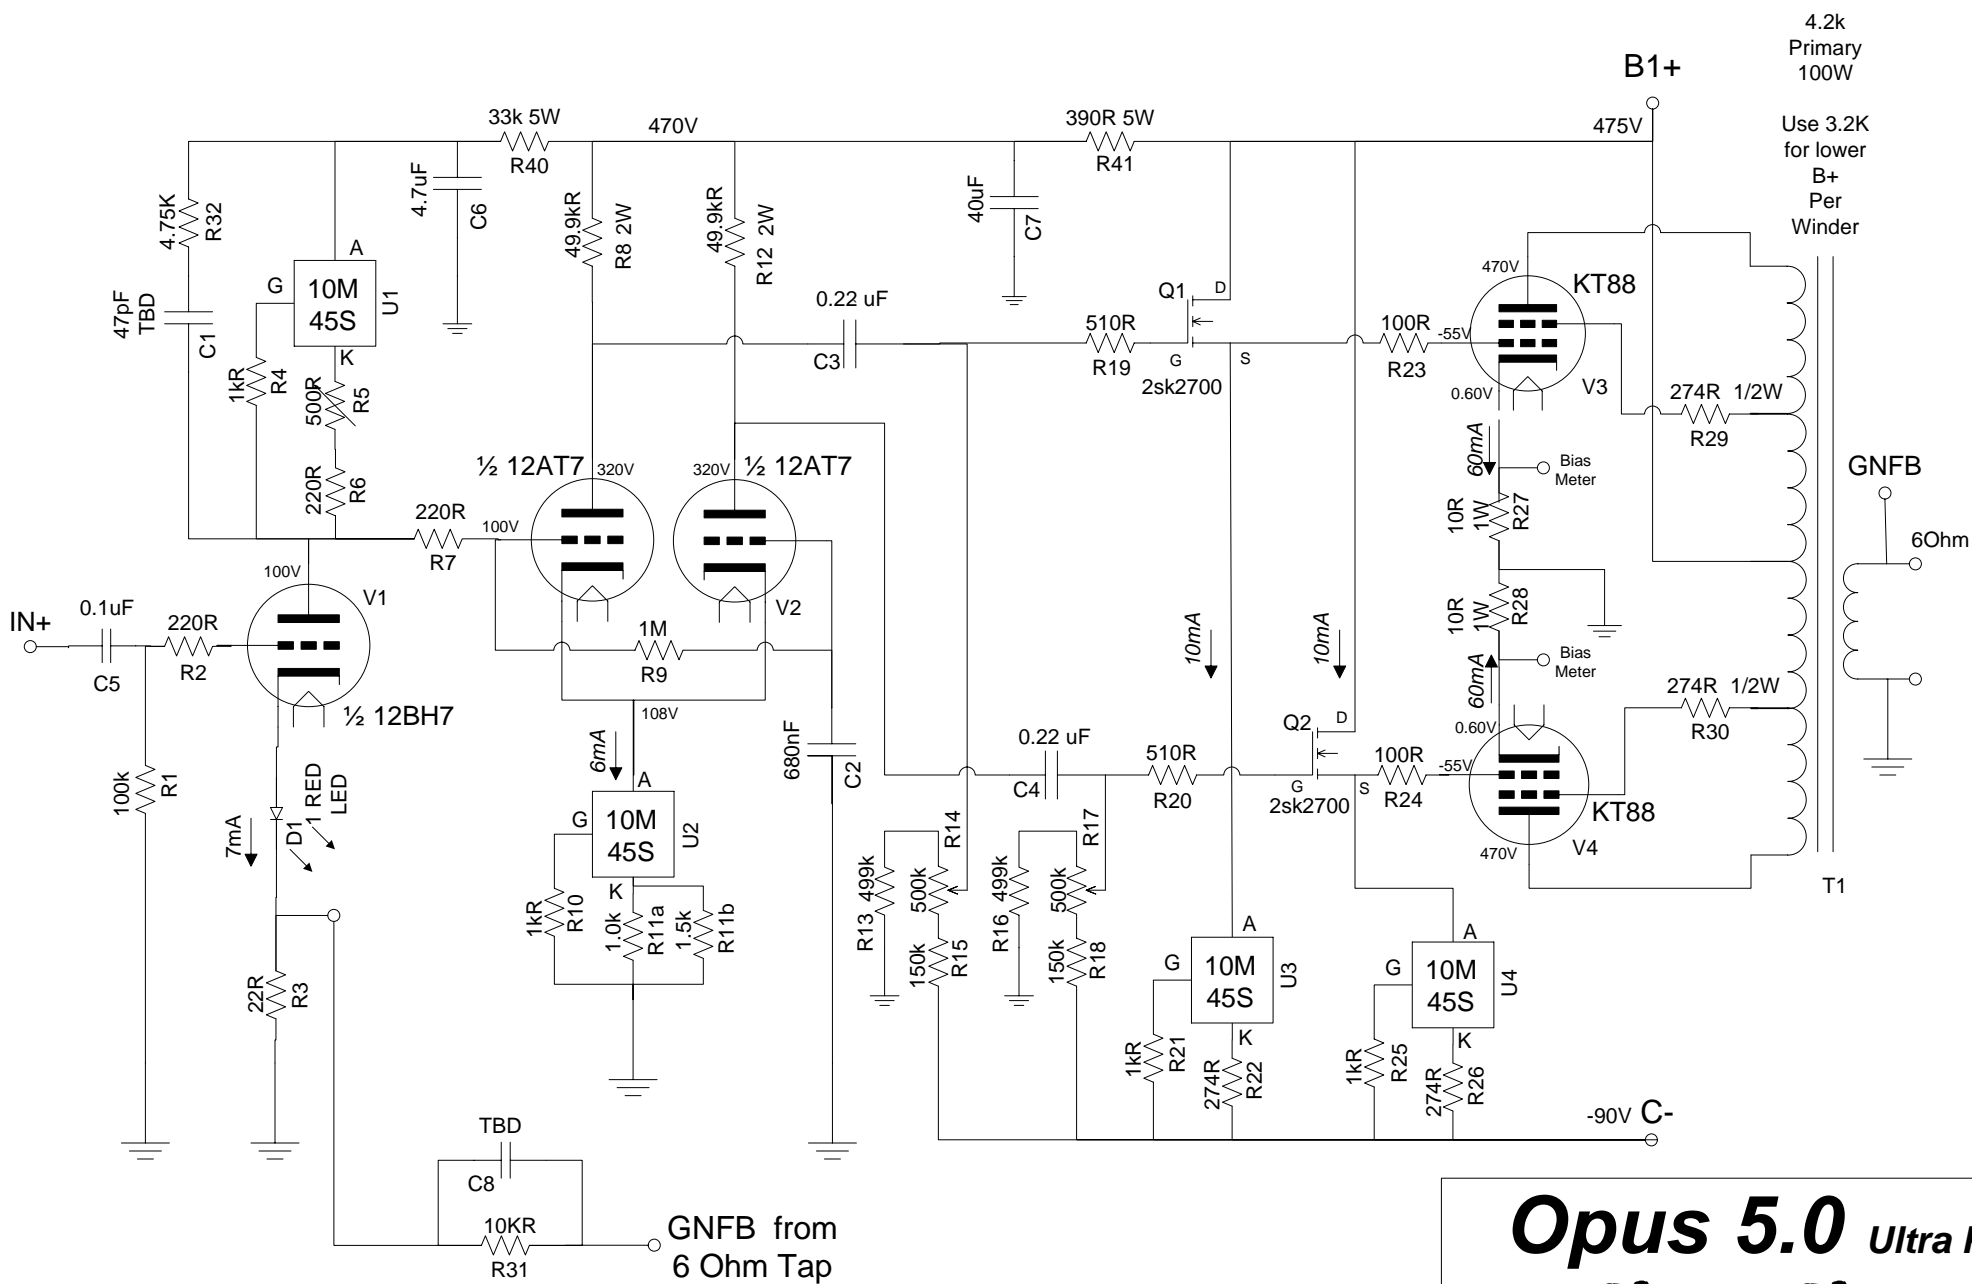 4.2k
Primary
100W
Use 3.2K
for lower
B+
Per
Winder
B1+
475V
33k 5W
R40
470V
390R 5W
R41
4.75K
R32
47pF
TBD
C1
4.7uF
C6
A
G
10M
45S
U1
K
1kR
R4
500R
R5
220R
R6
49.9kR
R8 2W
49.9kR
R12 2W
40uF
C7
0.22 uF
C3
510R
R19
Q1
D
G
S
2sk2700
100R
R23
-55V
470V
KT88
V3
0.60V
274R 1/2W
R29
60mA
Bias
Meter
10R
1W
R27
10R
1W
R28
Bias
Meter
60mA
GNFB
6Ohm
½ 12AT7
320V
320V
½ 12AT7
220R
R7
100V
V2
100V
V1
IN+
0.1uF
C5
220R
R2
½ 12BH7
1M
R9
108V
6mA
680nF
C2
100k
R1
7mA
D1
1 RED
LED
22R
R3
A
G
10M
45S
U2
K
1kR
R10
1.0k
R11a
1.5k
R11b
0.22 uF
C4
510R
R20
10mA
10mA
Q2
D
G
S
2sk2700
100R
R24
-55V
0.60V
KT88
V4
470V
274R 1/2W
R30
T1
R14
R17
R13 499k
500k
150k
R15
R16 499k
500k
150k
R18
A
G
10M
45S
U3
K
1kR
R21
274R
R22
A
G
10M
45S
U4
K
1kR
R25
274R
R26
-90V C-
TBD
C8
10KR
R31
GNFB from
6 Ohm Tap
Opus 5.0 Ultra